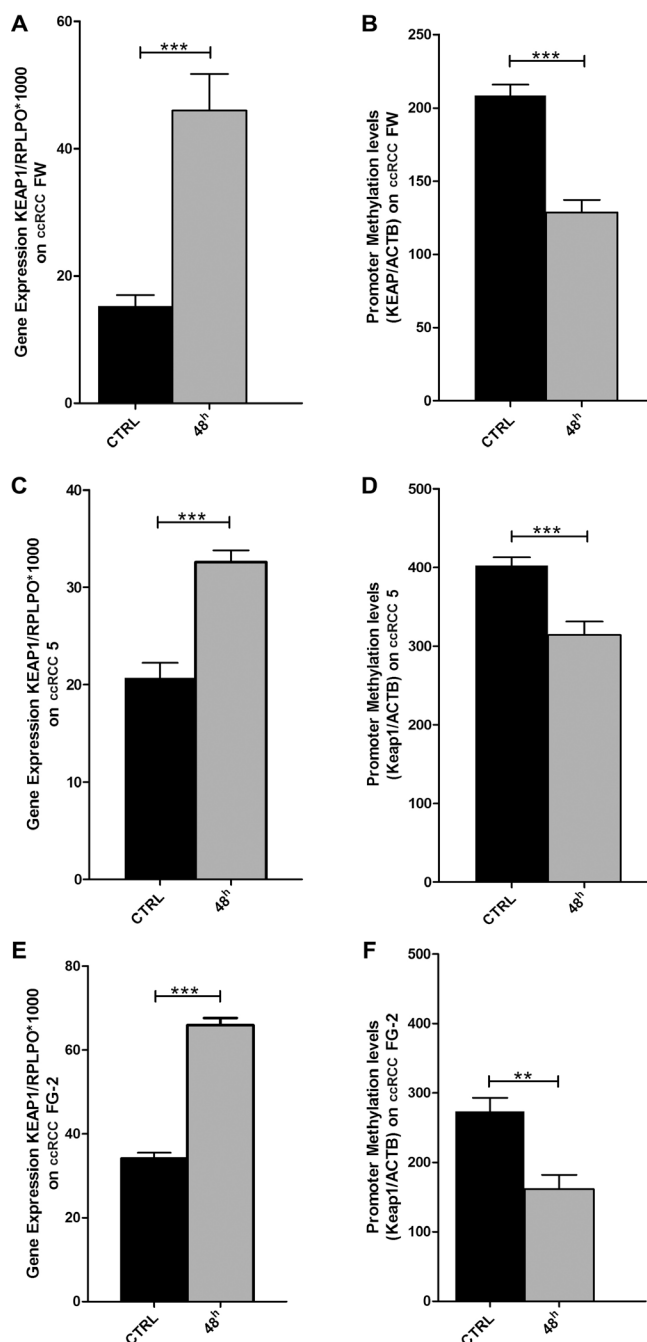 A
Gene Expression KEAP1/RPLPO*1000
on ccRCC FW
60
40
20
0
***
CTRL
48h
B
Promoter Methylation levels
(KEAP/ACTB) on ccRCC FW
250
200
150
100
50
0
***
CTRL
48h
C
Gene Expression KEAP1/RPLPO*1000
on ccRCC 5
40
30
20
10
0
***
CTRL
48h
D
Promoter Methylation levels
(Keap1/ACTB) on ccRCC 5
500
400
300
200
100
0
***
CTRL
48h
E
Gene Expression KEAP1/RPLPO*1000
on ccRCC FG-2
80
60
40
20
0
***
CTRL
48h
F
Promoter Methylation levels
(Keap1/ACTB) on ccRCC FG-2
500
400
300
200
100
0
**
CTRL
48h